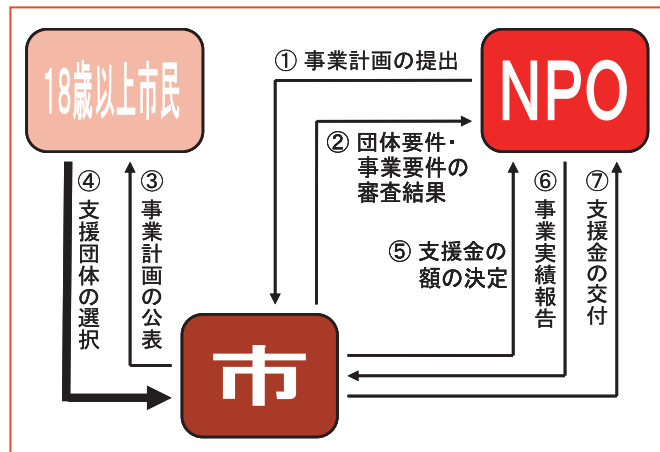 18歳以上市民
NPO
① 事業計画の提出
② 団体要件・
事業要件の
審査結果
③事業計画の公表
④支援団体の選択
⑤ 支援金の
額の決定
⑥事業実績報告
⑦支援金の交付
市